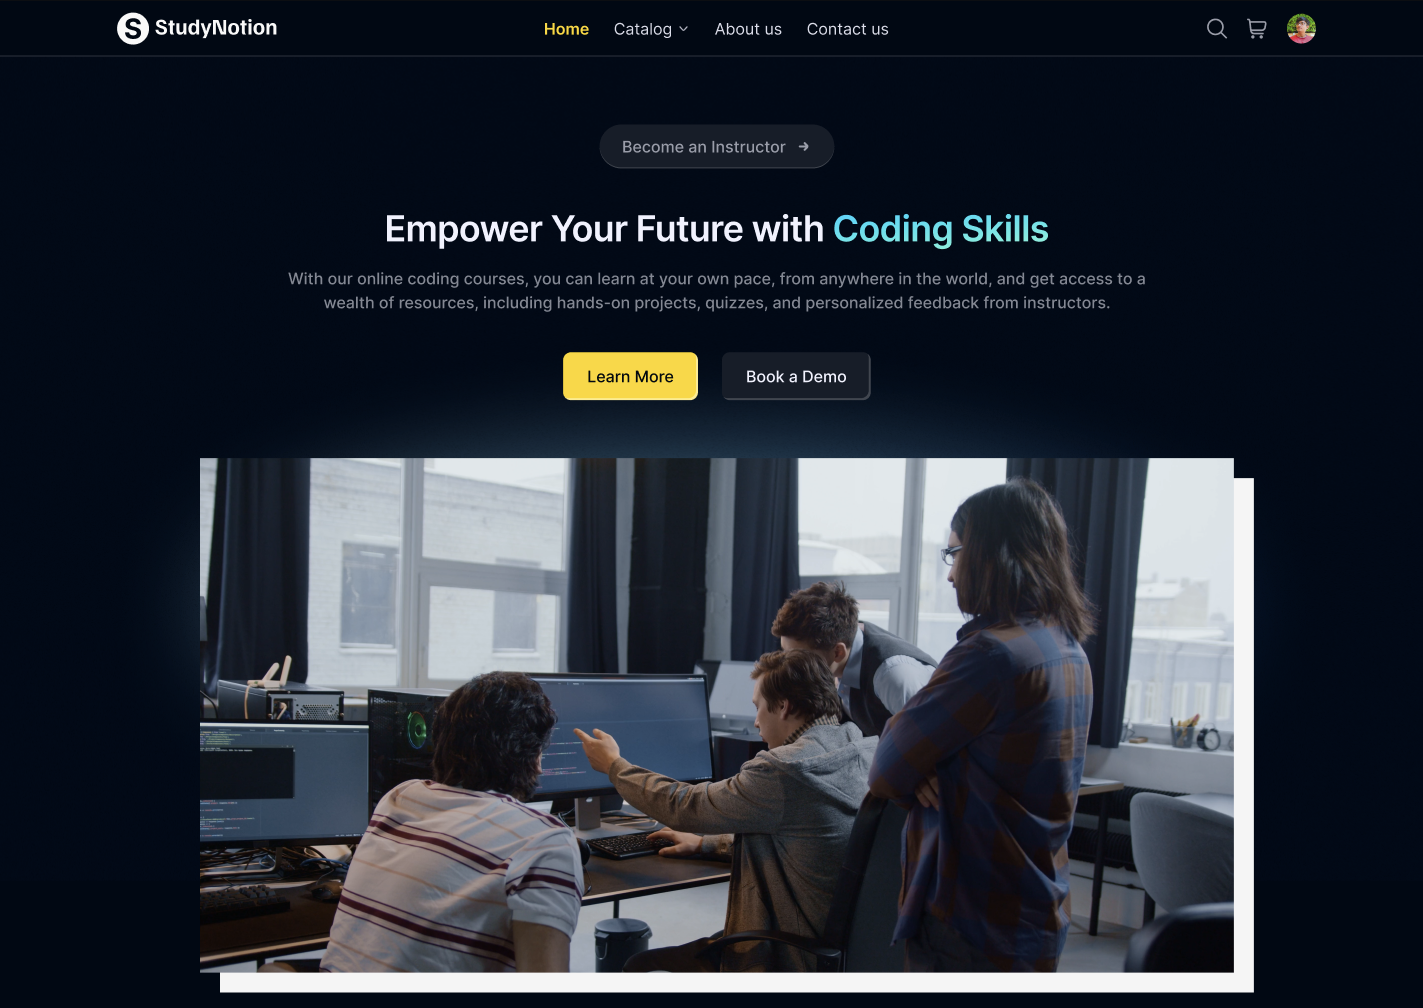 S StudyNotion
Home Catalog About us Contact us
Become an Instructor →
Empower Your Future with Coding Skills
With our online coding courses, you can learn at your own pace, from anywhere in the world, and get access to a
wealth of resources, including hands-on projects, quizzes, and personalized feedback from instructors.
Learn More Book a Demo